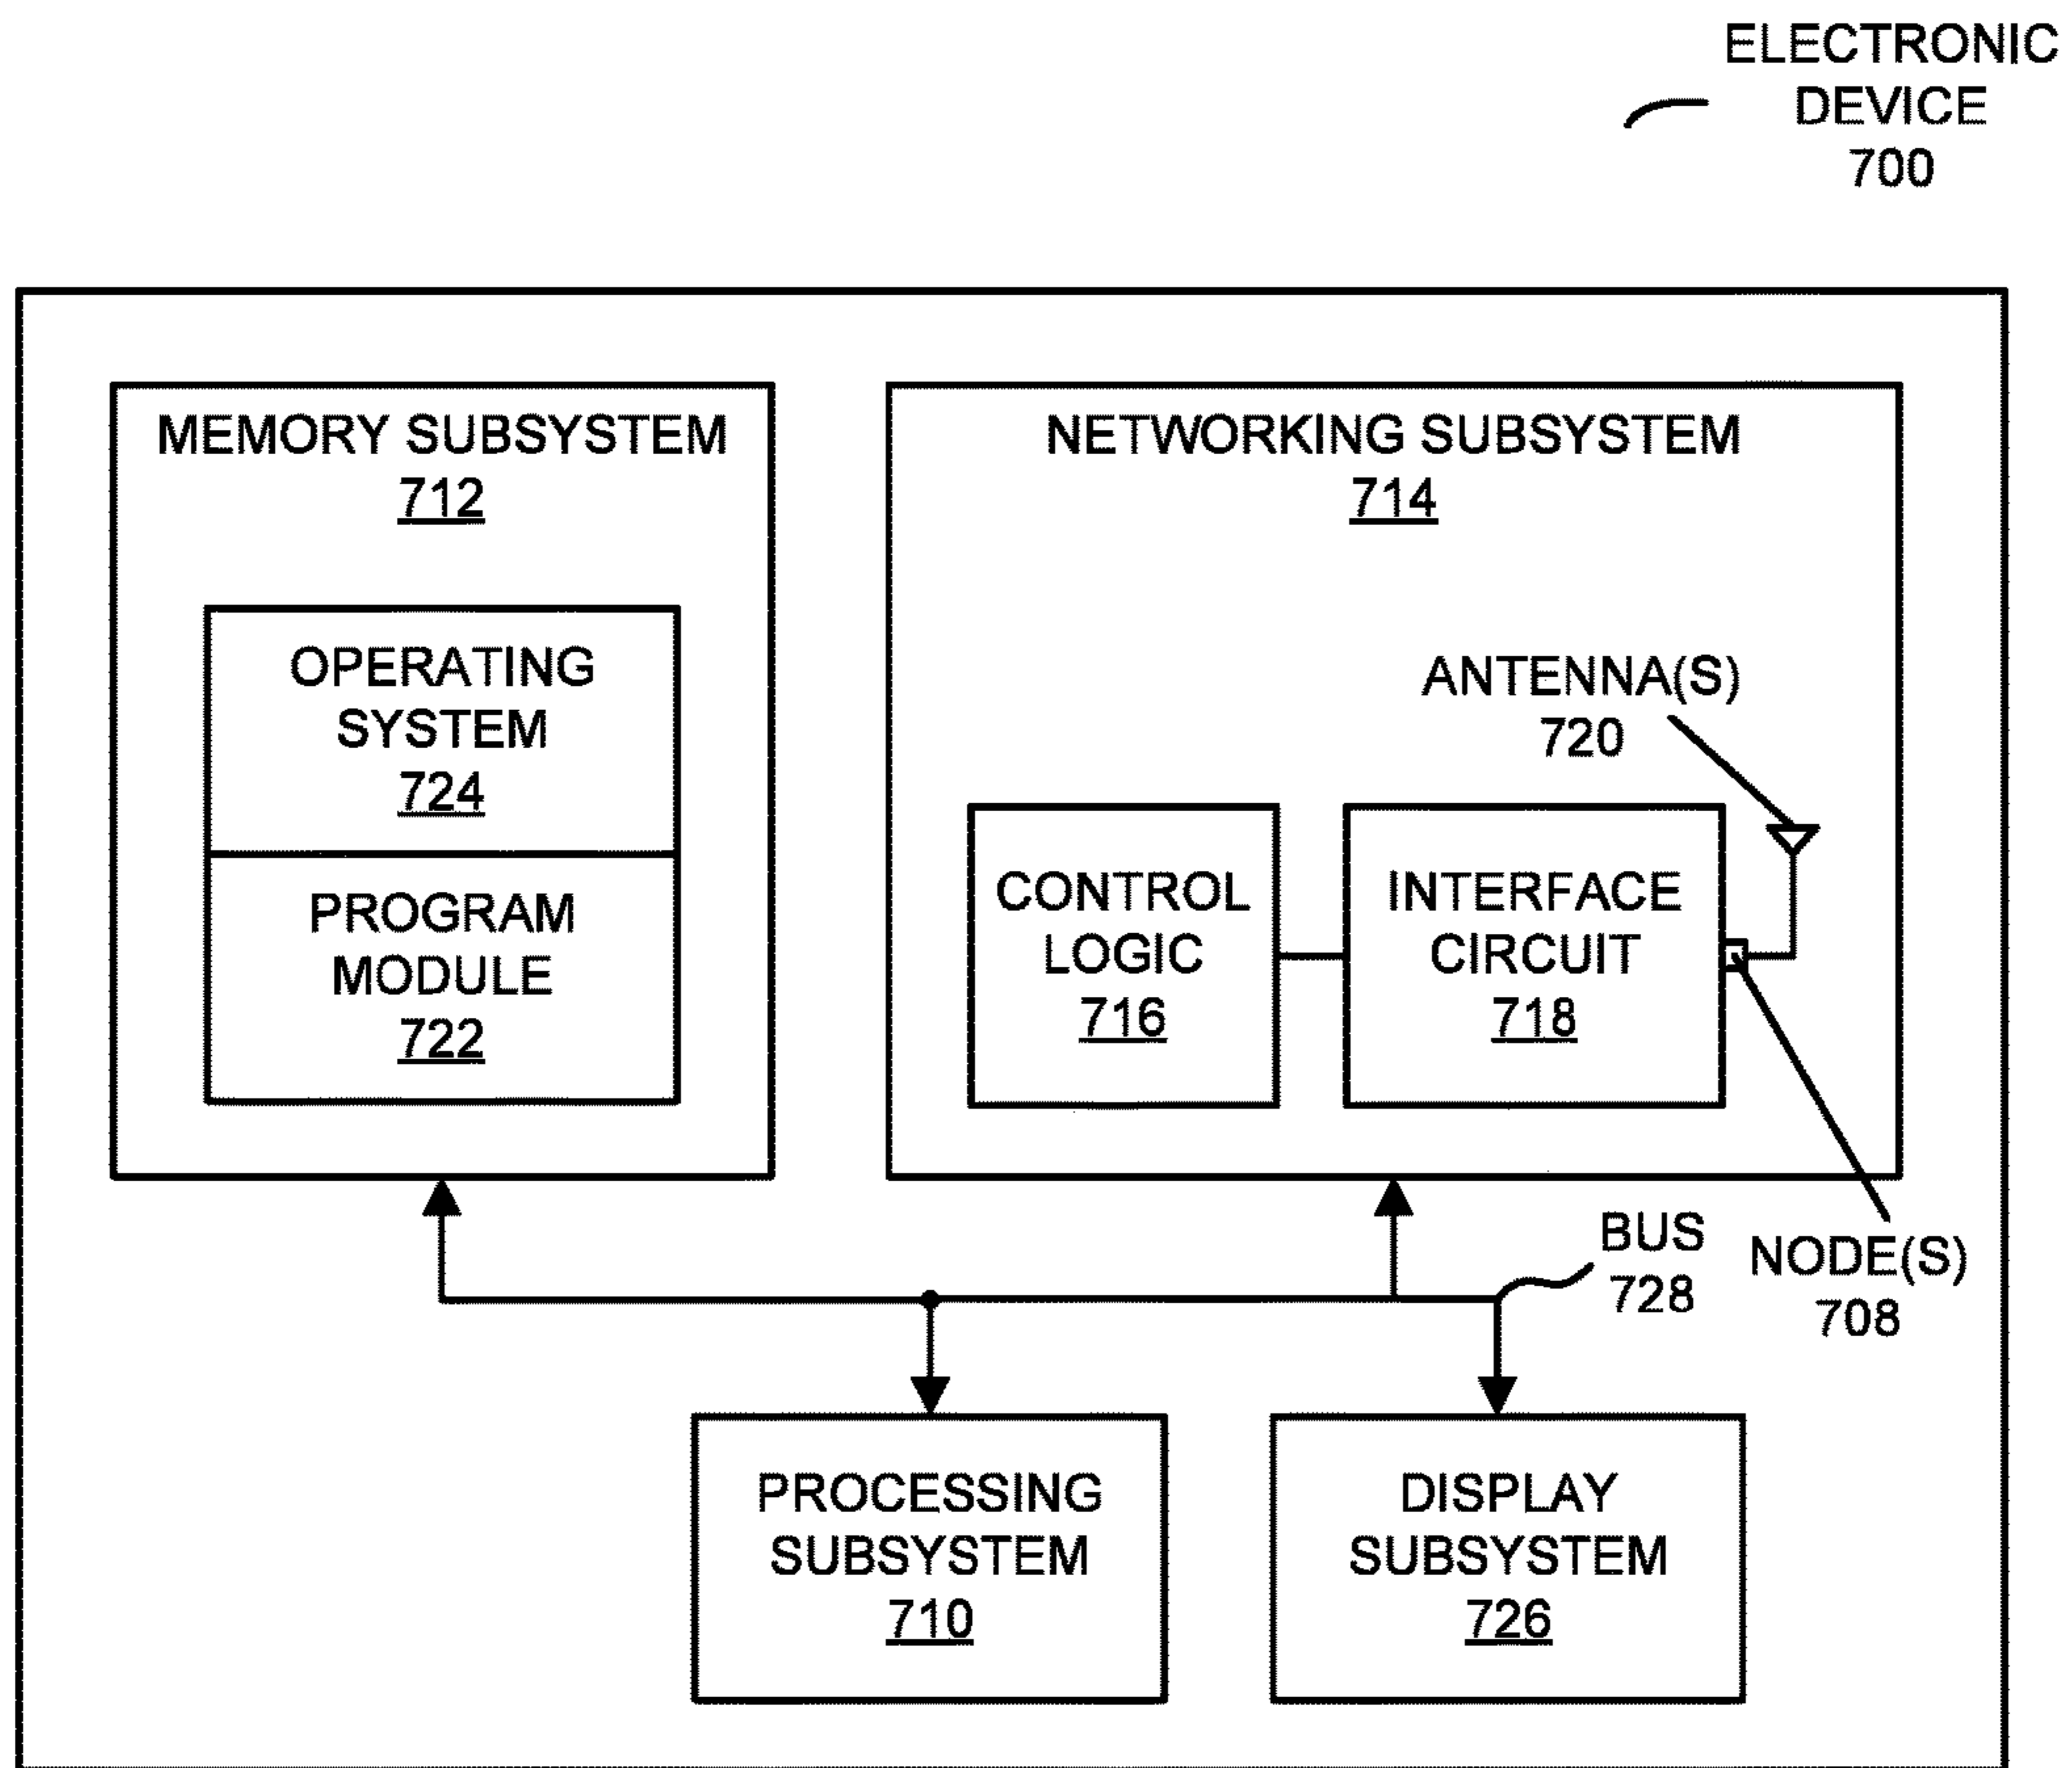 ELECTRONIC
DEVICE
700
MEMORY SUBSYSTEM
712
OPERATING
SYSTEM
724
PROGRAM
MODULE
722
NETWORKING SUBSYSTEM
714
ANTENNA(S)
720
CONTROL
LOGIC
716
INTERFACE
CIRCUIT
718
BUS
728
NODE(S)
708
PROCESSING
SUBSYSTEM
710
DISPLAY
SUBSYSTEM
726